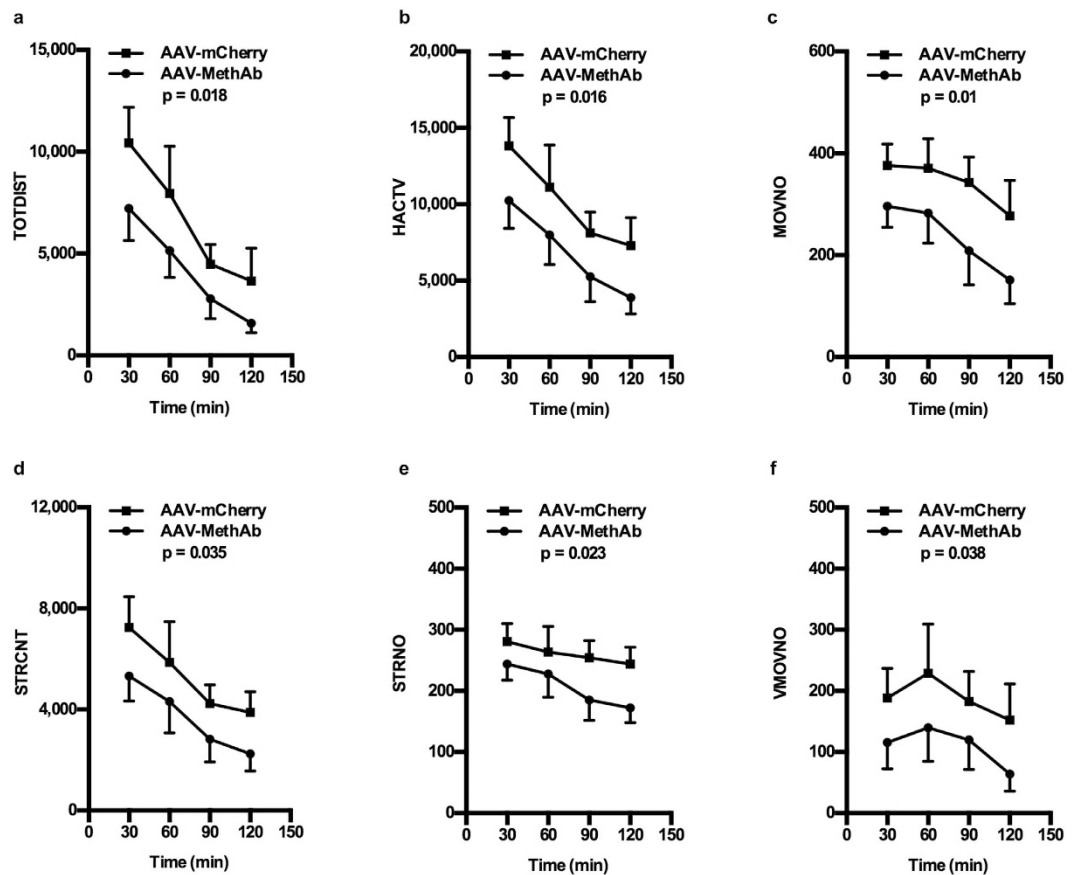 a
AAV-mCherry
AAV-MethAb
p = 0.018
15,000
10,000
5,000
0
TOTDIST
0 30 60 90 120 150
Time (min)
b
AAV-mCherry
AAV-MethAb
p = 0.016
20,000
15,000
10,000
5,000
0
HACTV
0 30 60 90 120 150
Time (min)
c
AAV-mCherry
AAV-MethAb
p = 0.01
600
400
200
0
MOVNO
0 30 60 90 120 150
Time (min)
d
AAV-mCherry
AAV-MethAb
p = 0.035
12,000
8,000
4,000
0
STRCNT
0 30 60 90 120 150
Time (min)
e
AAV-mCherry
AAV-MethAb
p = 0.023
500
400
300
200
100
0
STRNO
0 30 60 90 120 150
Time (min)
f
AAV-mCherry
AAV-MethAb
p = 0.038
500
400
300
200
100
0
VMOVNO
0 30 60 90 120 150
Time (min)